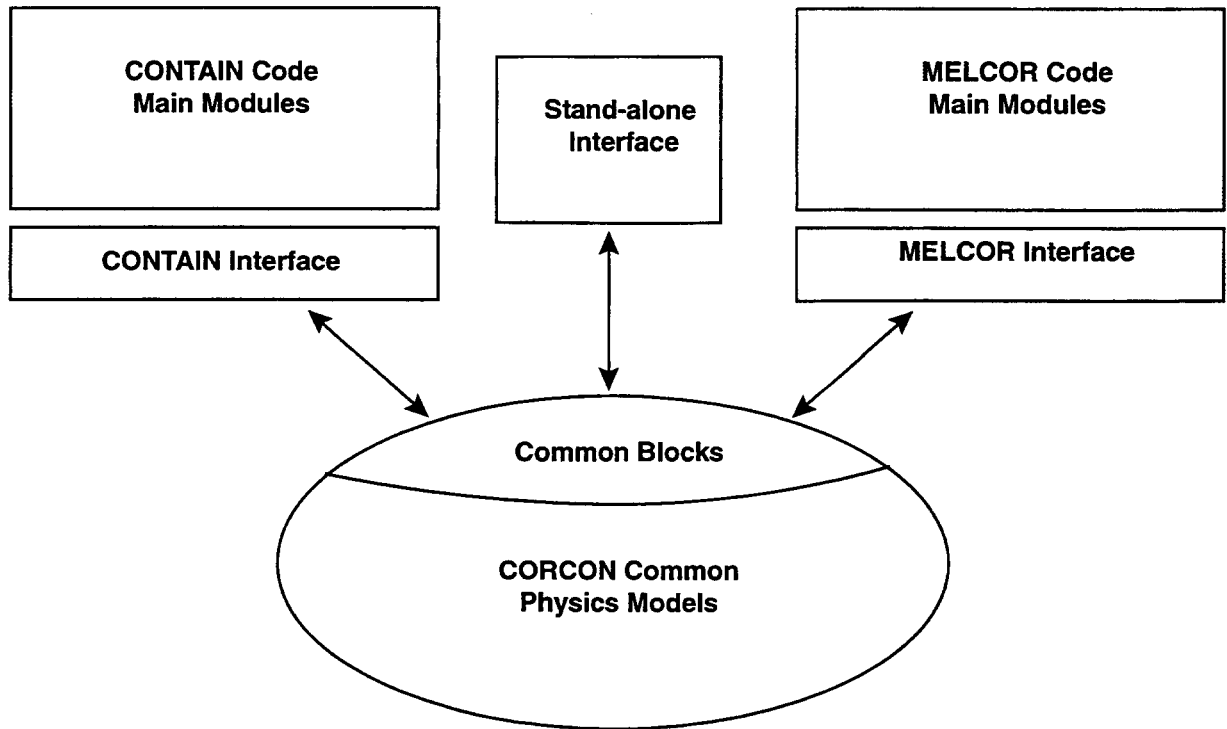 CONTAIN Code
Main Modules
Stand-alone
Interface
MELCOR Code
Main Modules
CONTAIN Interface
MELCOR Interface
Common Blocks
CORCON Common
Physics Models